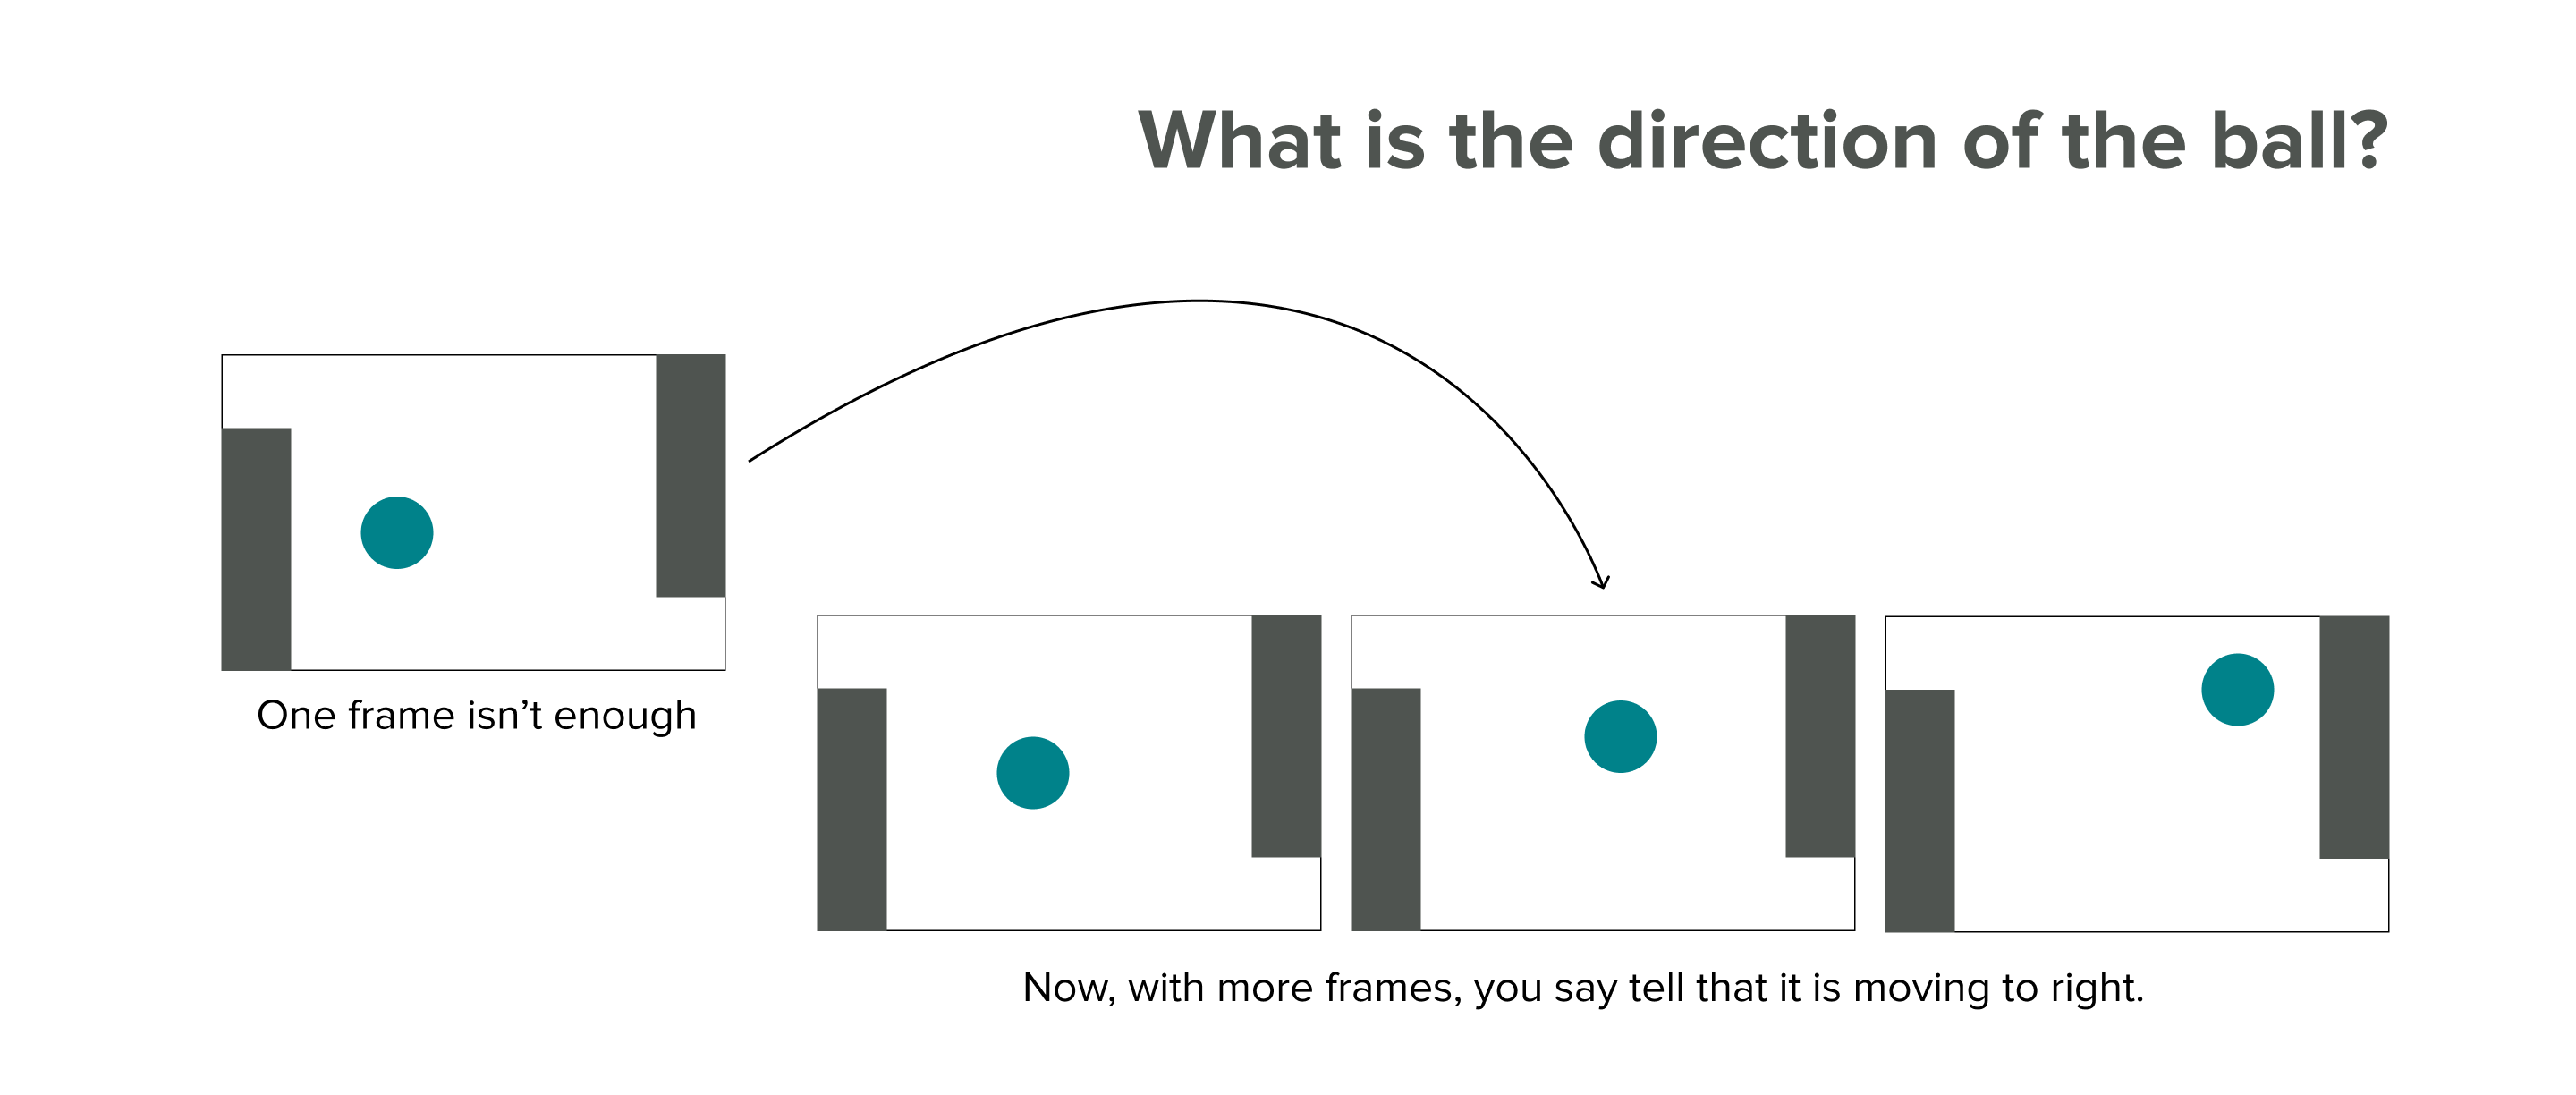 What is the direction of the ball?
One frame isn’t enough
Now, with more frames, you say tell that it is moving to right.